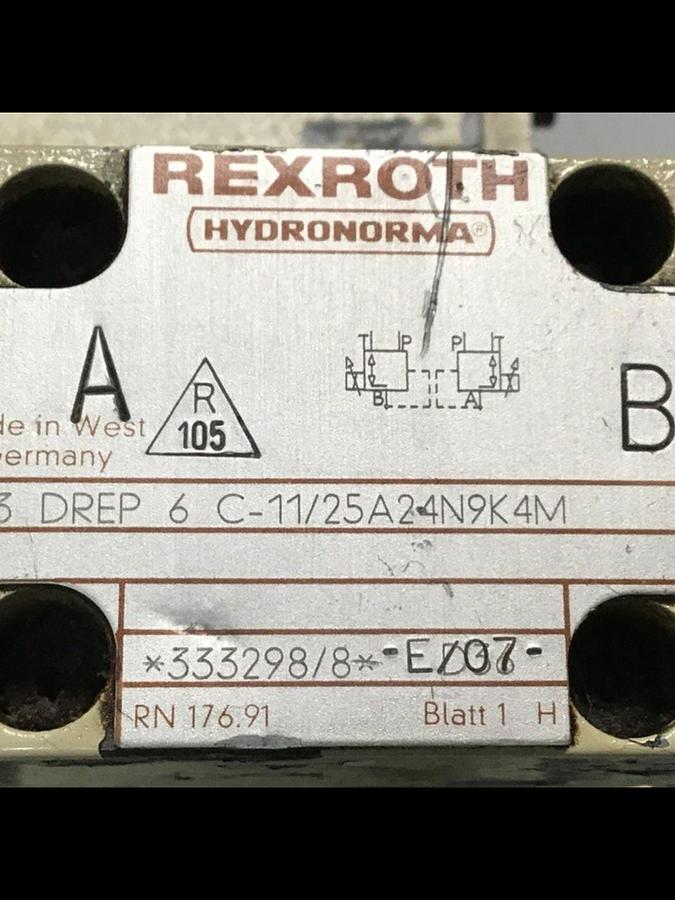 REXROTH
HYDRONORMA®
T P P T
B A
A
R
105
B
de in West
ermany
3 DREP 6 C-11/25A24N9K4M
*333298/8*-E/07-
RN 176.91 Blatt 1 H